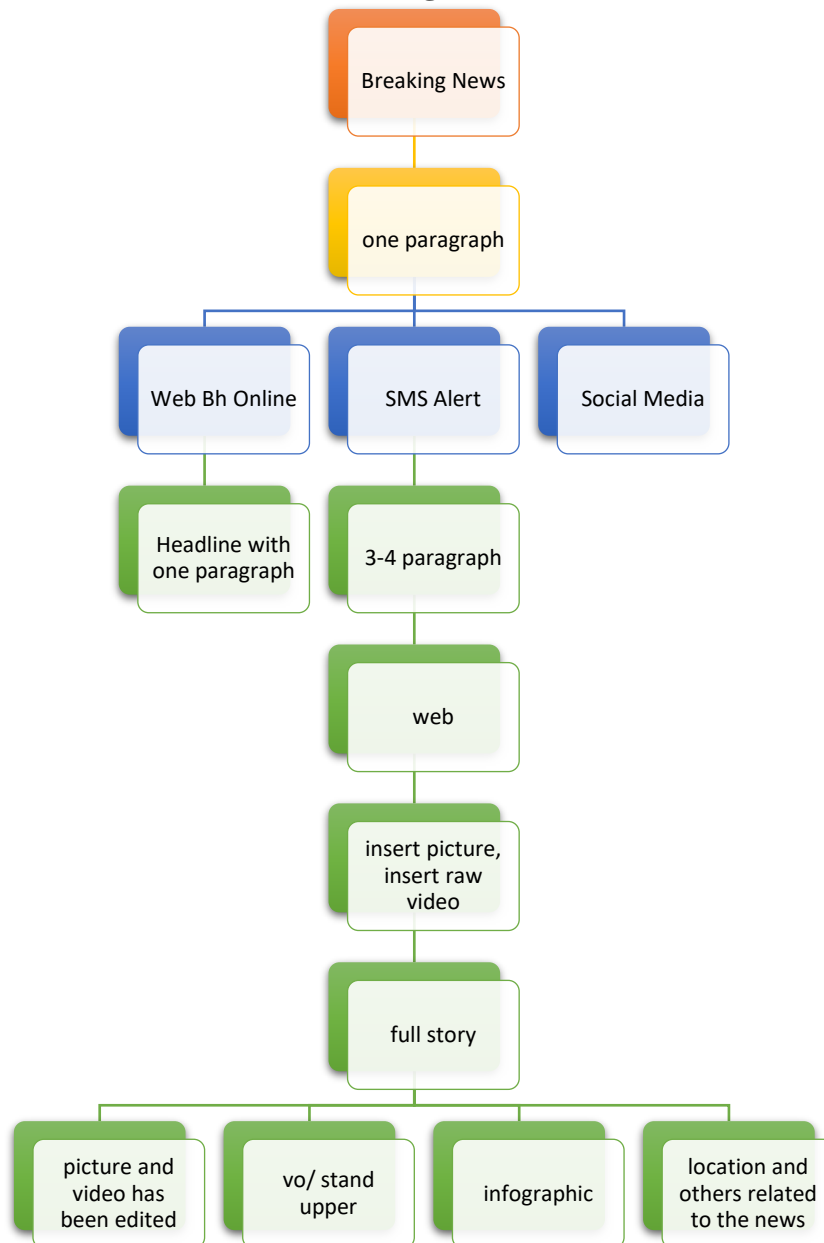 Breaking News
one paragraph
Web Bh Online
SMS Alert
Social Media
Headline with
one paragraph
3-4 paragraph
web
insert picture,
insert raw
video
full story
picture and
video has
been edited
vo/ stand
upper
infographic
location and
others related
to the news